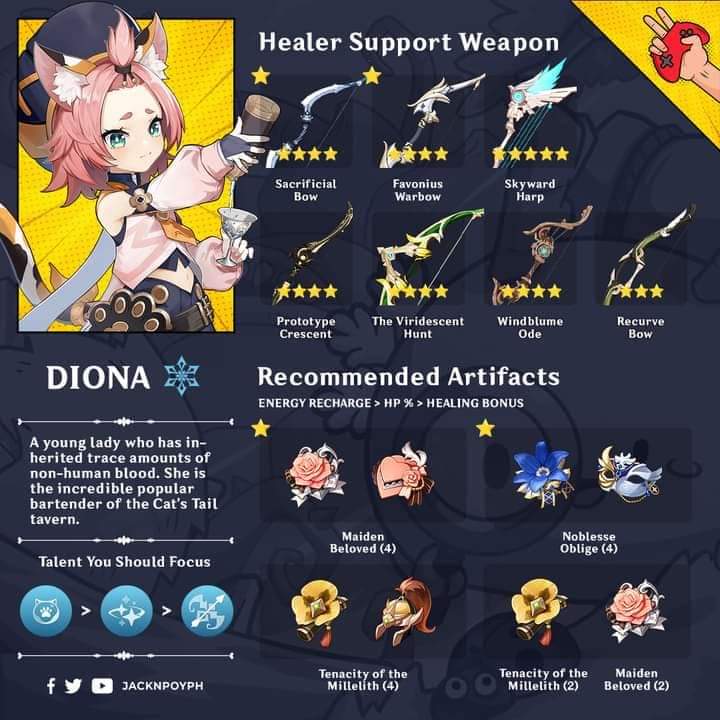 Healer Support Weapon
Sacrificial
Bow
Favonius
Warbow
Skyward
Harp
Prototype
Crescent
The Viridescent
Hunt
Windblume
Ode
Recurve
Bow
DIONA
A young lady who has in-
herited trace amounts of
non-human blood. She is
the incredible popular
bartender of the Cat's Tail
tavern.
Talent You Should Focus
> >
JACKNPOYPH
Recommended Artifacts
ENERGY RECHARGE > HP % > HEALING BONUS
Maiden
Beloved (4)
Noblesse
Oblige (4)
Tenacity of the
Millelith (4)
Tenacity of the
Millelith (2)
Maiden
Beloved (2)